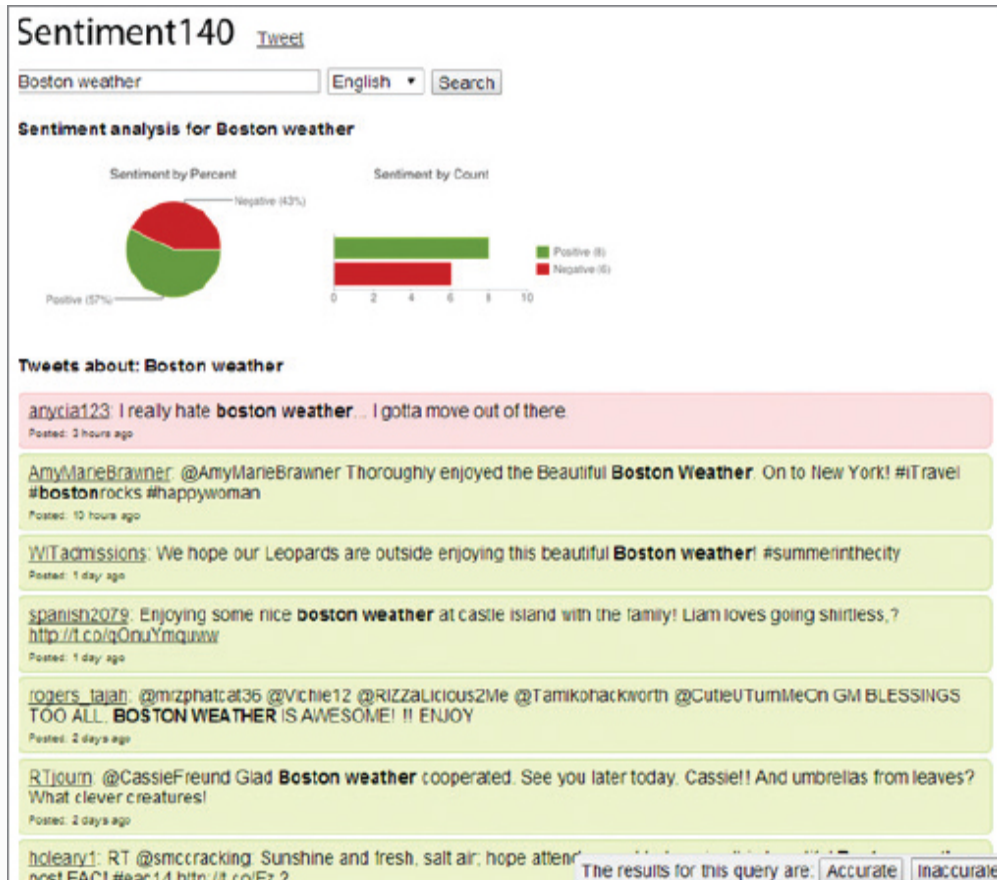 Sentiment140 Tweet
Boston weather English Search
Sentiment analysis for Boston weather
Sentiment by Percent Sentiment by Count
Negative (43%)
Positive (57%)
Positive (8)
Negative (6)
0 2 4 6 8 10
Tweets about: Boston weather
anycia123: I really hate boston weather... I gotta move out of there.
Posted: 3 hours ago
AmyMarieBrawner: @AmyMarieBrawner Thoroughly enjoyed the Beautiful Boston Weather. On to New York! #iTravel
#bostonrocks #happywoman
Posted: 10 hours ago
WITadmissions: We hope our Leopards are outside enjoying this beautiful Boston weather! #summerinthecity
Posted: 1 day ago
spanish2079: Enjoying some nice boston weather at castle island with the family! Liam loves going shirtless,?
http://t.co/qOnuYmquww
Posted: 1 day ago
rogers_tajah: @mrzphatcat36 @Vichie12 @RIZZaLicious2Me @Tamikohackworth @CutieUTurnMeOn GM BLESSINGS
TOO ALL, BOSTON WEATHER IS AWESOME! !! ENJOY
Posted: 2 days ago
RTjourn: @CassieFreund Glad Boston weather cooperated. See you later today, Cassie!! And umbrellas from leaves?
What clever creatures!
Posted: 2 days ago
holeary1: RT @smccracking: Sunshine and fresh, salt air; hope
The results for this query are: Accurate Inaccurate